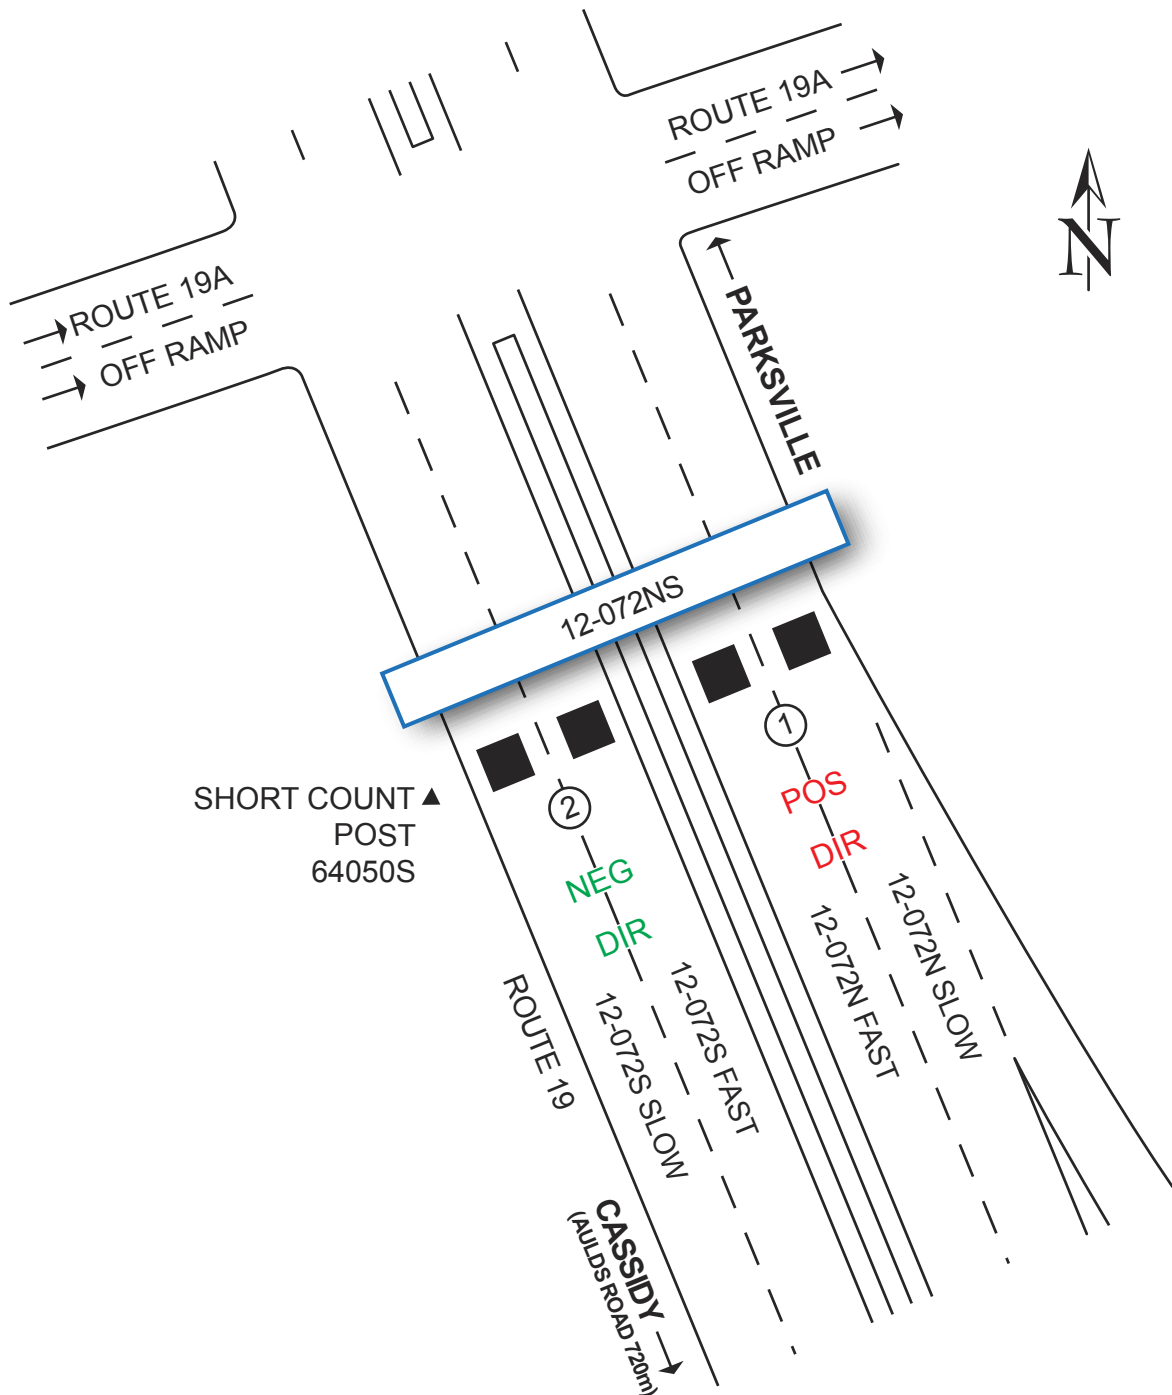 ROUTE 19A
OFF RAMP
N
ROUTE 19A
OFF RAMP
PARKSVILLE
12-072NS
1
POS
DIR
SHORT COUNT
POST
64050S
2
NEG
DIR
12-072N SLOW
12-072N FAST
12-072S FAST
12-072S SLOW
ROUTE 19
CASSIDY
(AULDS ROAD 720m)